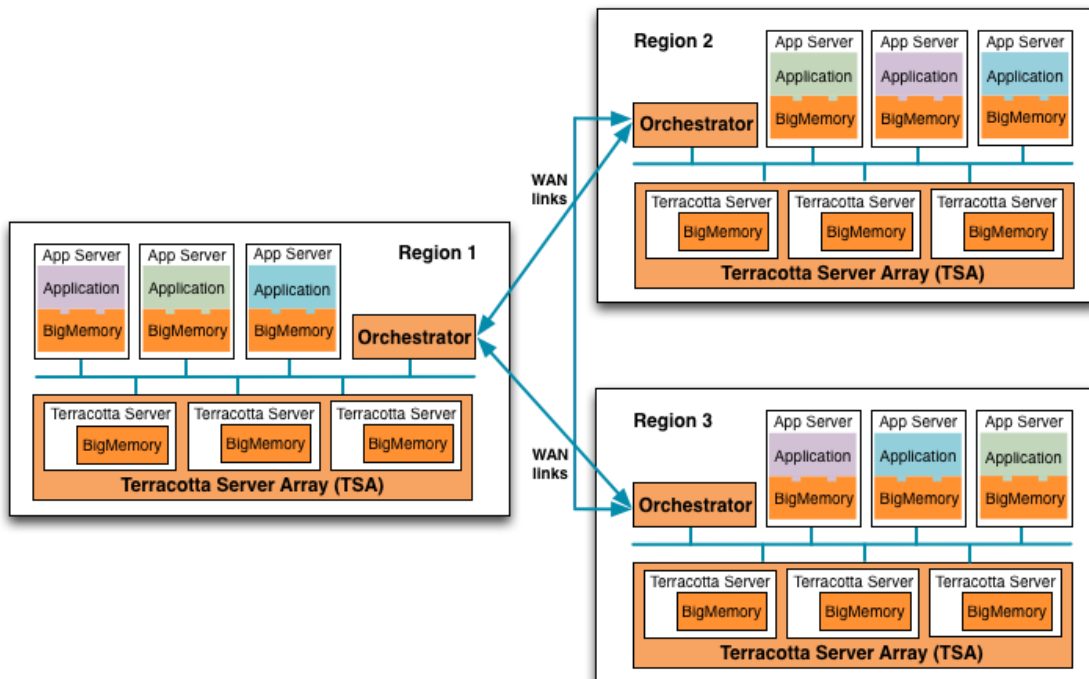 Region 2
App Server App Server App Server
Application Application Application
BigMemory BigMemory BigMemory
Orchestrator
Terracotta Server Terracotta Server Terracotta Server
BigMemory BigMemory BigMemory
Terracotta Server Array (TSA)
WAN
links
Region 1
App Server App Server App Server
Application Application Application
BigMemory BigMemory BigMemory
Orchestrator
Terracotta Server Terracotta Server Terracotta Server
BigMemory BigMemory BigMemory
Terracotta Server Array (TSA)
WAN
links
Region 3
App Server App Server App Server
Application Application Application
BigMemory BigMemory BigMemory
Orchestrator
Terracotta Server Terracotta Server Terracotta Server
BigMemory BigMemory BigMemory
Terracotta Server Array (TSA)